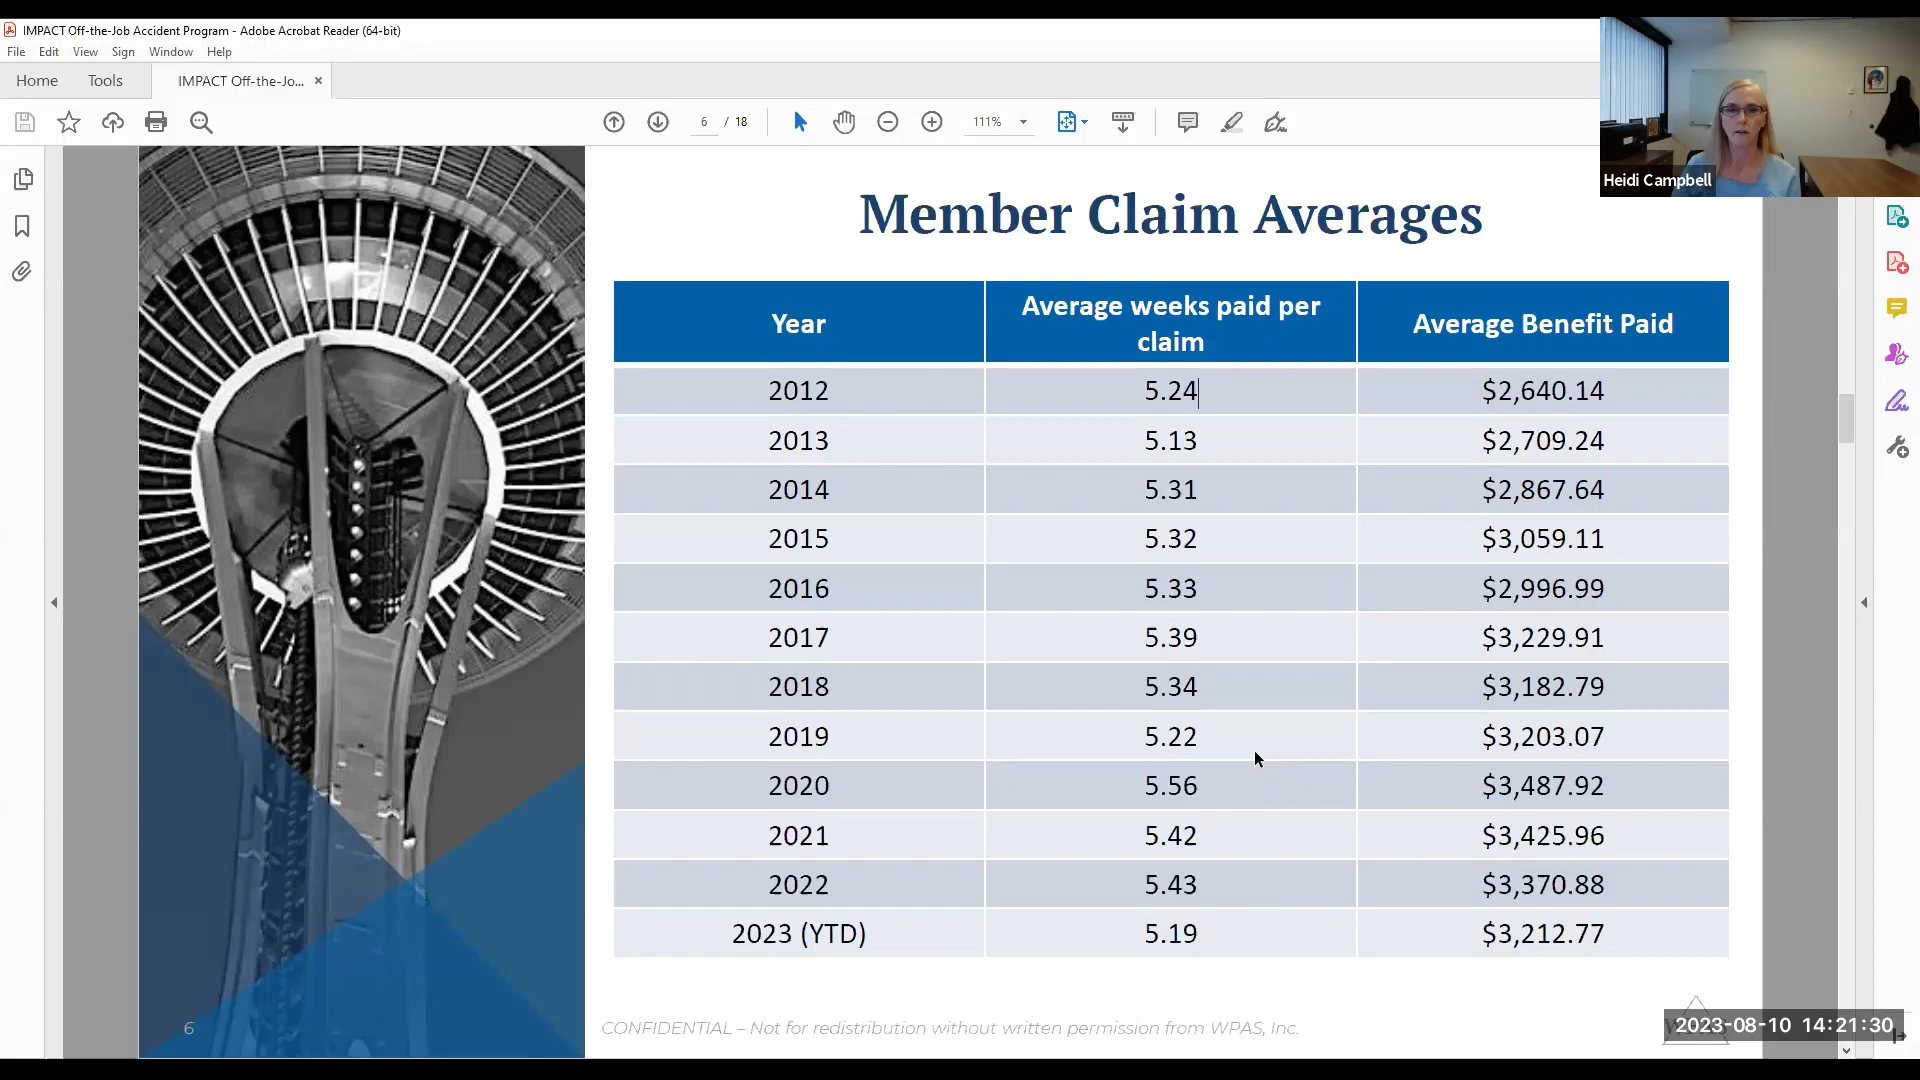 IMPACT Off-the-Job Accident Program - Adobe Acrobat Reader (64-bit)
File Edit View Sign Window Help
Home Tools IMPACT Off-the-Jo... ×
6 / 18 111%
Heidi Campbell
Member Claim Averages
Year Average weeks paid per claim Average Benefit Paid
2012 5.24 $2,640.14
2013 5.13 $2,709.24
2014 5.31 $2,867.64
2015 5.32 $3,059.11
2016 5.33 $2,996.99
2017 5.39 $3,229.91
2018 5.34 $3,182.79
2019 5.22 $3,203.07
2020 5.56 $3,487.92
2021 5.42 $3,425.96
2022 5.43 $3,370.88
2023 (YTD) 5.19 $3,212.77
6 CONFIDENTIAL – Not for redistribution without written permission from WPAS, Inc.
2023-08-10 14:21:30